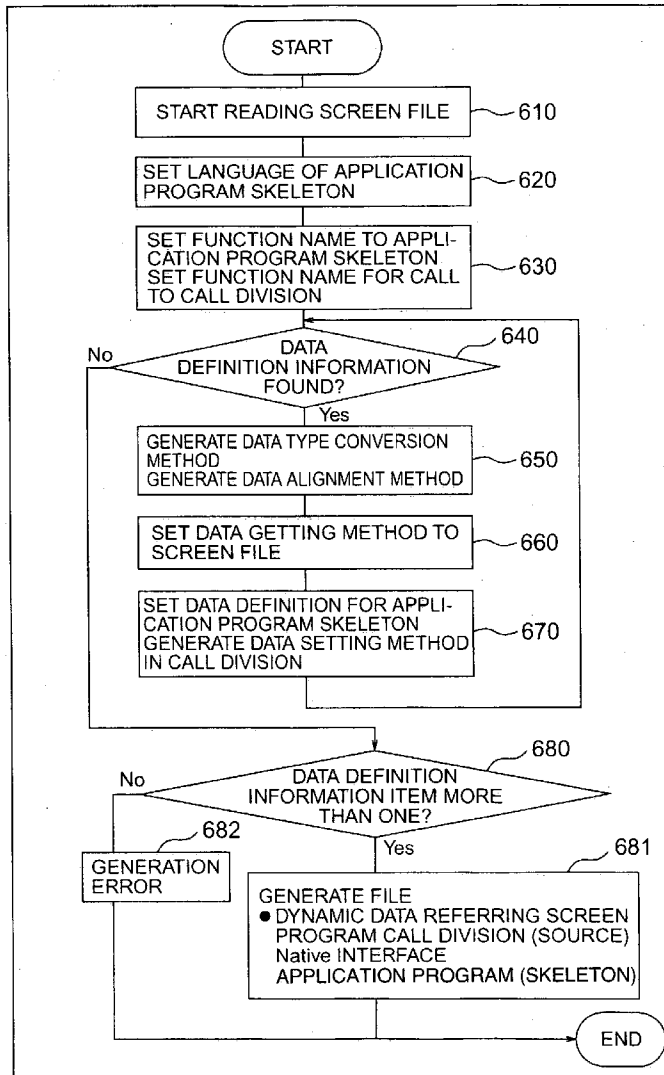 START
START READING SCREEN FILE
610
SET LANGUAGE OF APPLICATION
PROGRAM SKELETON
620
SET FUNCTION NAME TO APPLI-
CATION PROGRAM SKELETON
SET FUNCTION NAME FOR CALL
TO CALL DIVISION
630
640
No
DATA
DEFINITION INFORMATION
FOUND?
Yes
GENERATE DATA TYPE CONVERSION
METHOD
GENERATE DATA ALIGNMENT METHOD
650
SET DATA GETTING METHOD TO
SCREEN FILE
660
SET DATA DEFINITION FOR APPLI-
CATION PROGRAM SKELETON
GENERATE DATA SETTING METHOD
IN CALL DIVISION
670
680
No
DATA DEFINITION
INFORMATION ITEM MORE
THAN ONE?
Yes
682
GENERATION
ERROR
681
GENERATE FILE
● DYNAMIC DATA REFERRING SCREEN
PROGRAM CALL DIVISION (SOURCE)
Native INTERFACE
APPLICATION PROGRAM (SKELETON)
END